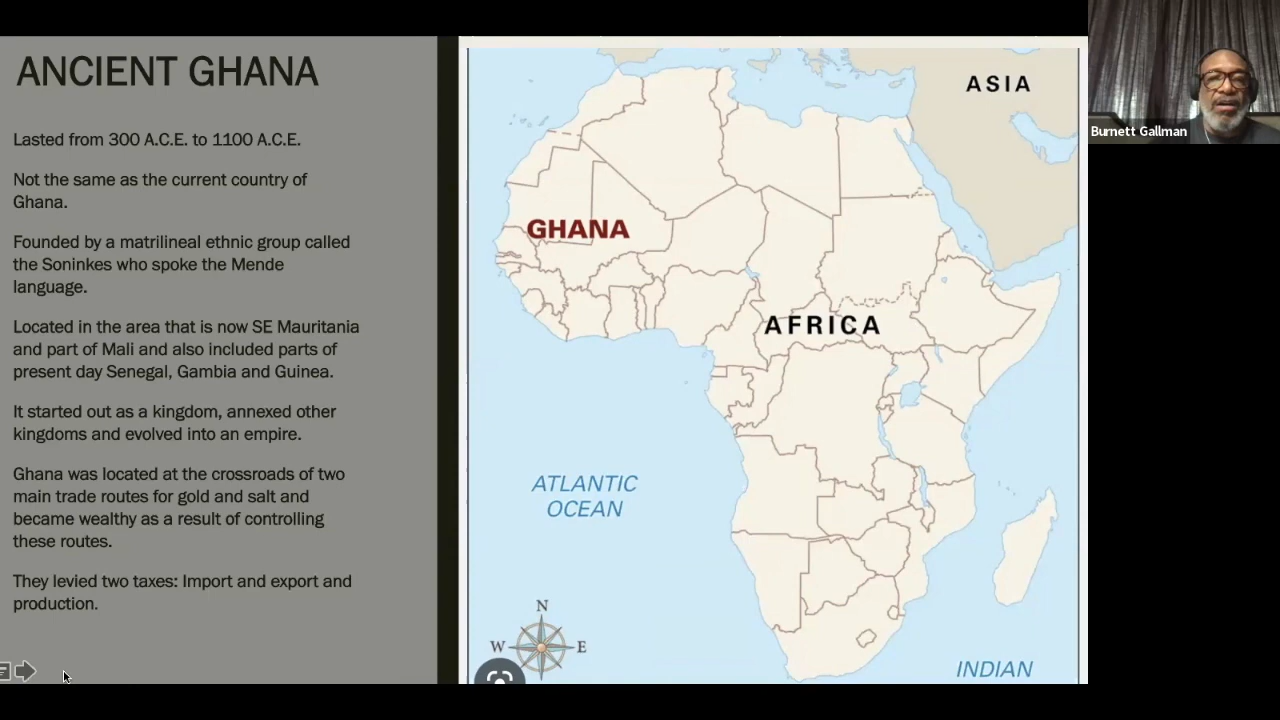 ANCIENT GHANA
Lasted from 300 A.C.E. to 1100 A.C.E.
Not the same as the current country of
Ghana.
Founded by a matrilineal ethnic group called
the Soninkes who spoke the Mende
language.
Located in the area that is now SE Mauritania
and part of Mali and also included parts of
present day Senegal, Gambia and Guinea.
It started out as a kingdom, annexed other
kingdoms and evolved into an empire.
Ghana was located at the crossroads of two
main trade routes for gold and salt and
became wealthy as a result of controlling
these routes.
They levied two taxes: Import and export and
production.
ASIA
GHANA
AFRICA
ATLANTIC
OCEAN
N
W E
INDIAN
Burnett Gallman